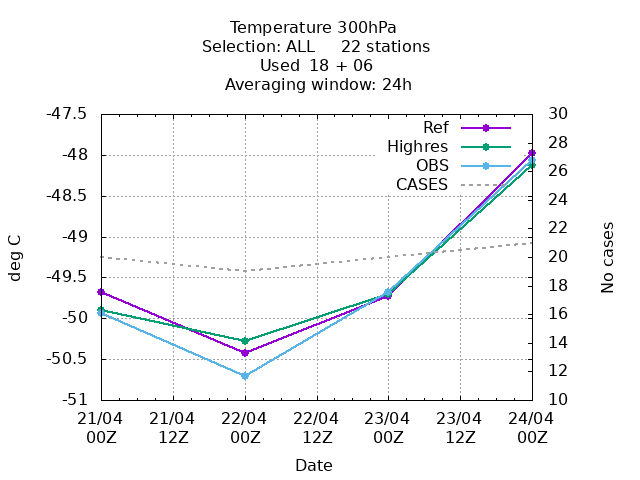 Temperature 300hPa
Selection: ALL     22 stations
Used  18 + 06
Averaging window: 24h
-47.5
-48
-48.5
-49
-49.5
-50
-50.5
-51
deg C
30
28
26
24
22
20
18
16
14
12
10
No cases
Ref
Highres
OBS
CASES
21/04 21/04 22/04 22/04 23/04 23/04 24/04
00Z 12Z 00Z 12Z 00Z 12Z 00Z
Date